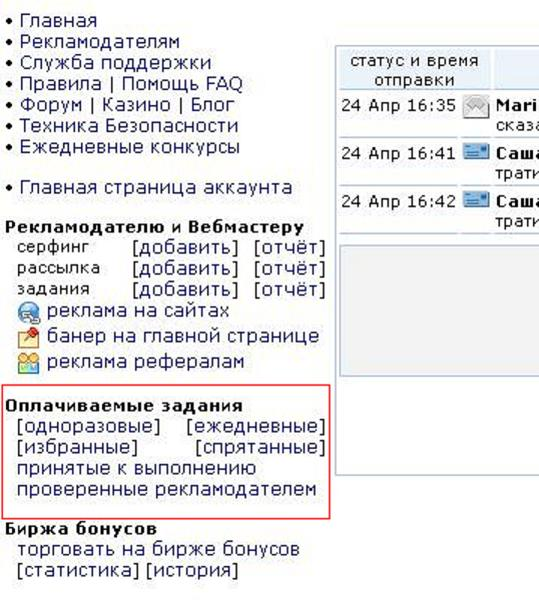 • Главная
• Рекламодателям
• Служба поддержки
• Правила | Помощь FAQ
• Форум | Казино | Блог
• Техника Безопасности
• Ежедневные конкурсы
• Главная страница аккаунта
Рекламодателю и Вебмастеру
серфинг [добавить] [отчёт]
рассылка [добавить] [отчёт]
задания [добавить] [отчёт]
реклама на сайтах
банер на главной странице
реклама рефералам
Оплачиваемые задания
[одноразовые] [ежедневные]
[избранные] [спрятанные]
принятые к выполнению
проверенные рекламодателем
Биржа бонусов
торговать на бирже бонусов
[статистика] [история]
статус и время
отправки
24 Апр 16:35 Mari
сказа
24 Апр 16:41 Саша
трати
24 Апр 16:42 Саша
трати